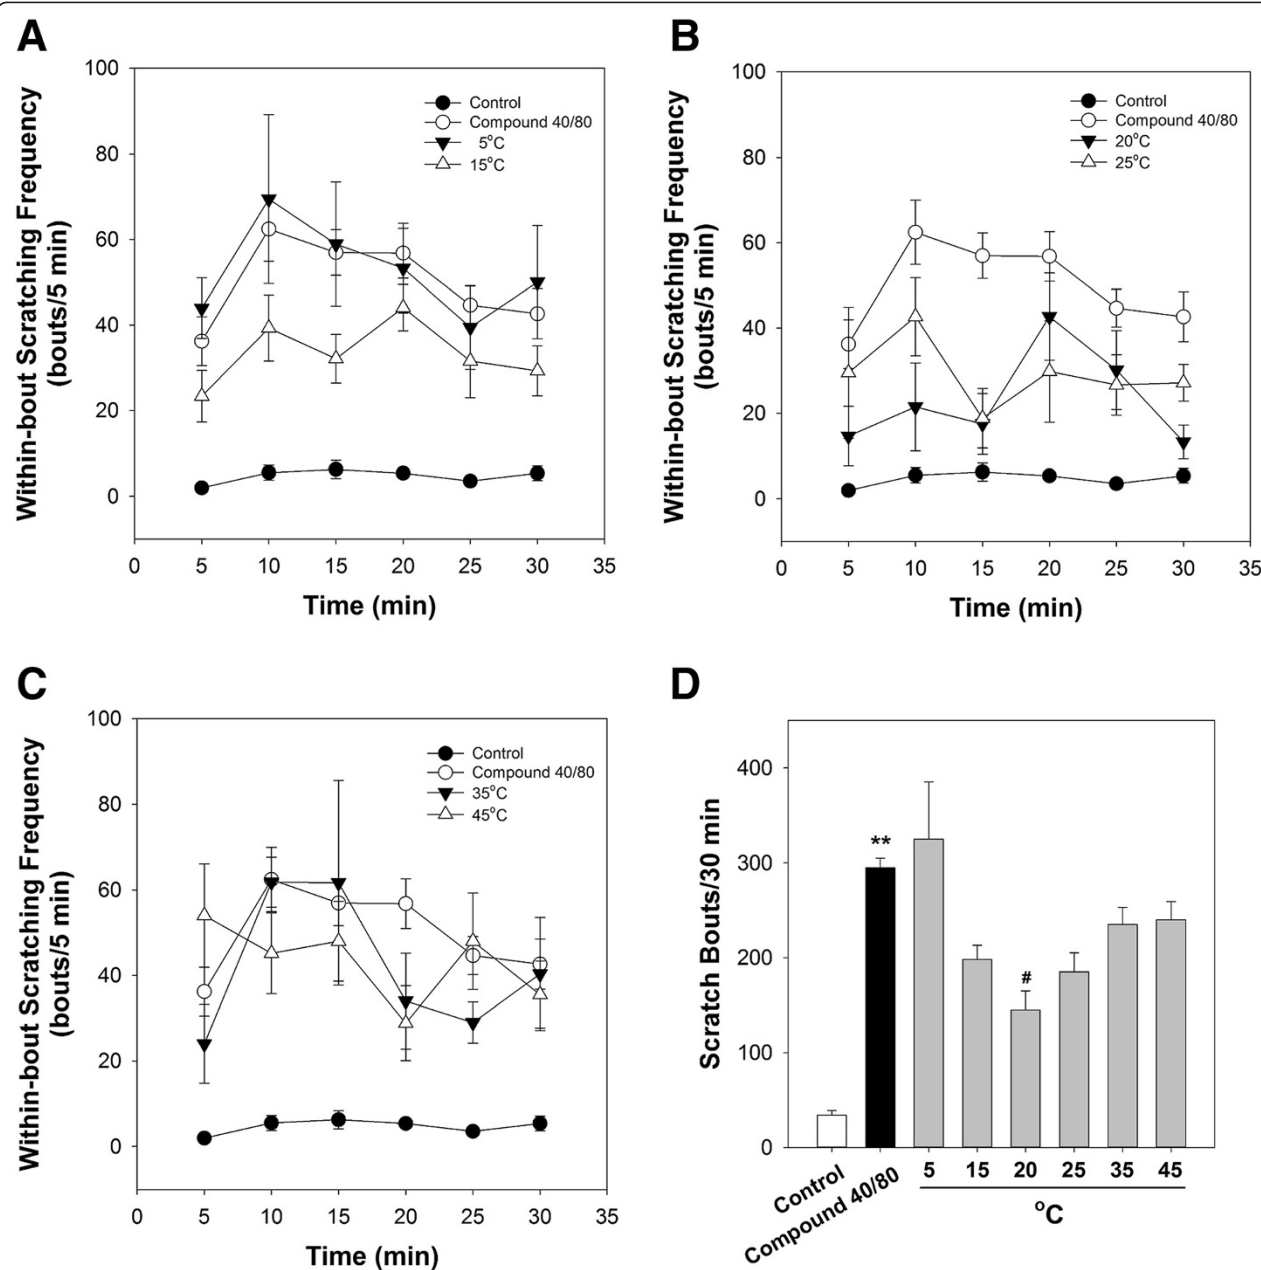 A
Within-bout Scratching Frequency
(bouts/5 min)
100
80
60
40
20
0
Control
Compound 40/80
5°C
15°C
0 5 10 15 20 25 30 35
Time (min)
B
Within-bout Scratching Frequency
(bouts/5 min)
100
80
60
40
20
0
Control
Compound 40/80
20°C
25°C
0 5 10 15 20 25 30 35
Time (min)
C
Within-bout Scratching Frequency
(bouts/5 min)
100
80
60
40
20
0
Control
Compound 40/80
35°C
45°C
0 5 10 15 20 25 30 35
Time (min)
D
Scratch Bouts/30 min
400
300
200
100
0
**
#
Control
Compound 40/80
5 15 20 25 35 45
°C